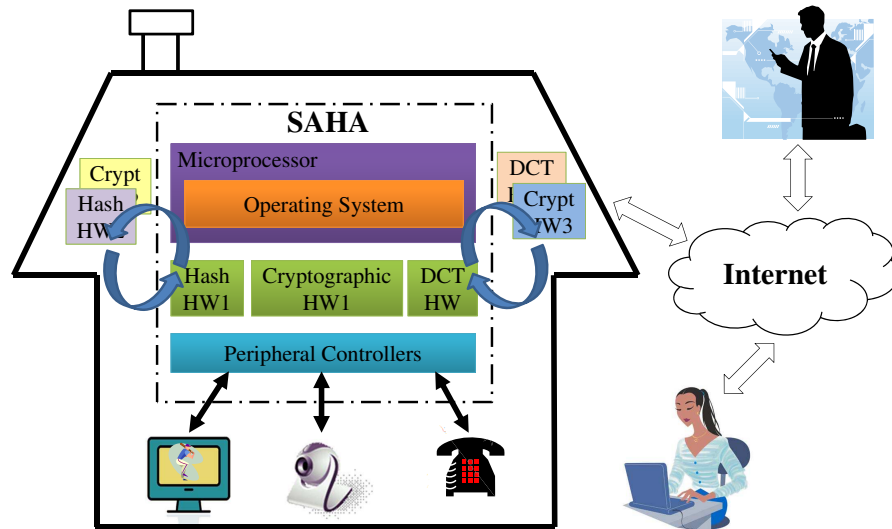 SAHA
Microprocessor
Operating System
Crypt
Hash
DCT
Crypt
HW3
Hash
HW1
Cryptographic
HW1
DCT
HW
Peripheral Controllers
Internet